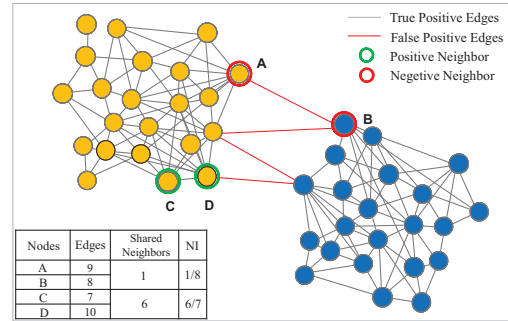 True Positive Edges
False Positive Edges
Positive Neighbor
Negetive Neighbor
A
B
C
D
Nodes Edges Shared Neighbors NI
A 9 1 1/8
B 8
C 7 6 6/7
D 10